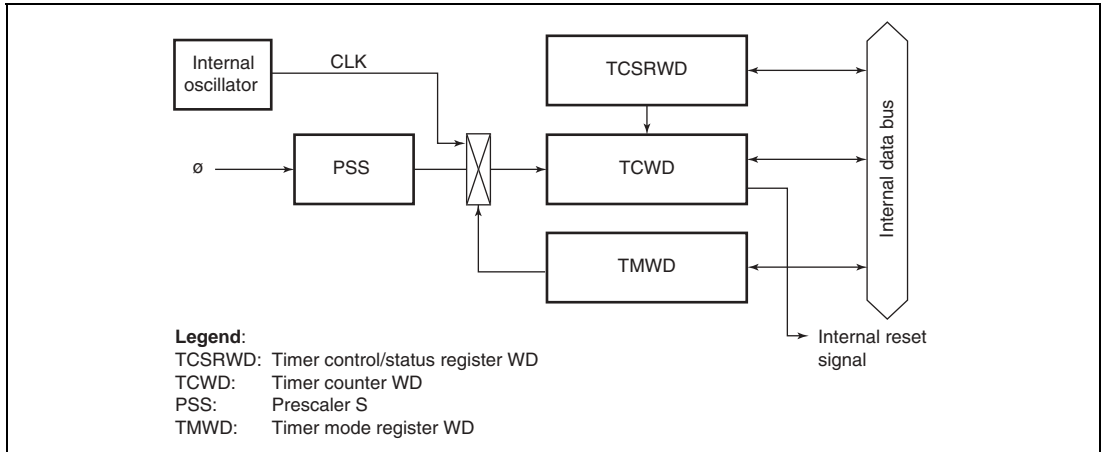 Internal
oscillator
CLK
ø
PSS
TCSRWD
TCWD
TMWD
Internal data bus
Internal reset
signal
Legend:
TCSRWD: Timer control/status register WD
TCWD: Timer counter WD
PSS: Prescaler S
TMWD: Timer mode register WD